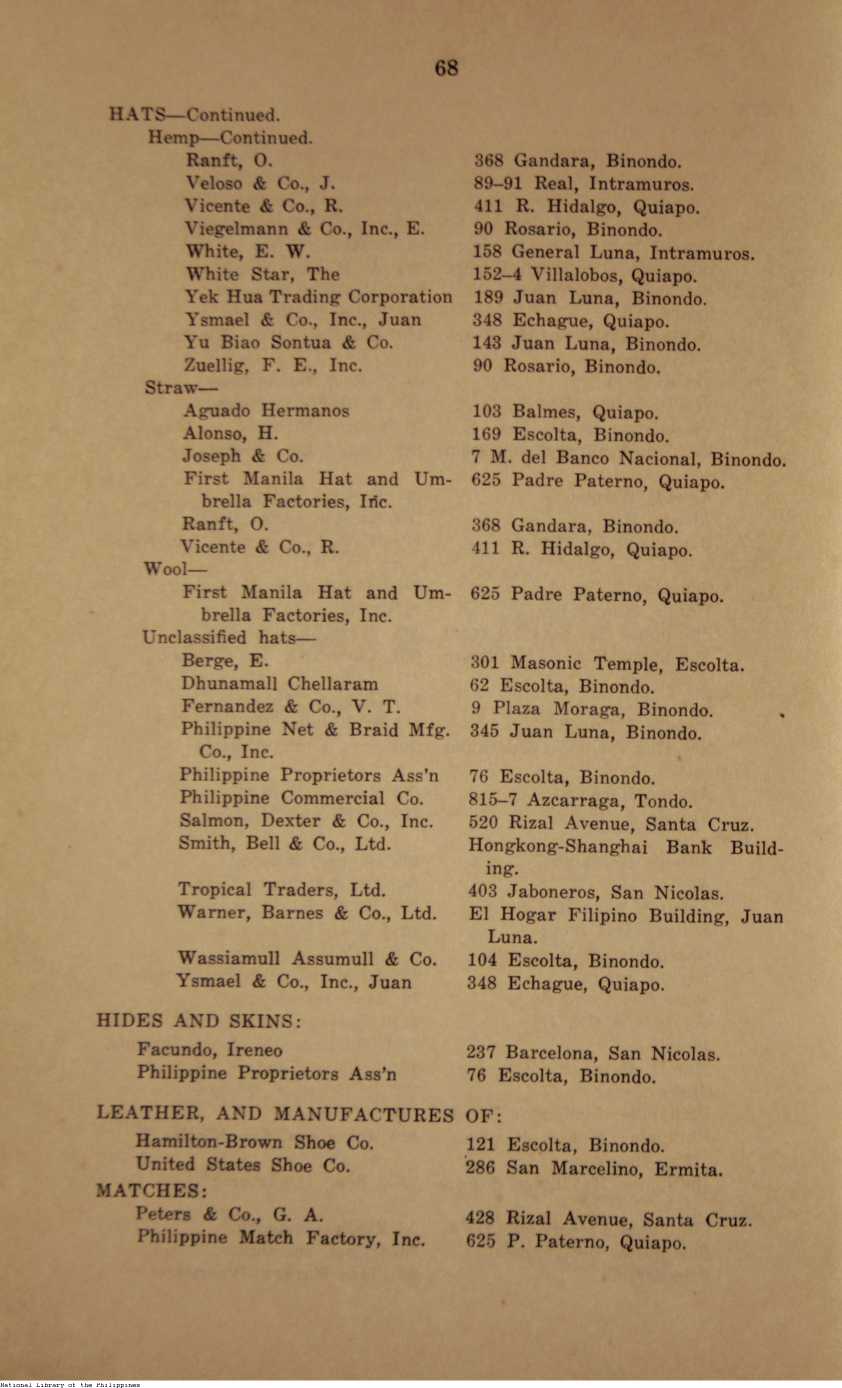 68
HATS—Continued.
Hemp—Continued.
Ranft, O. 368 Gandara, Binondo.
Veloso & Co., J. 89–91 Real, Intramuros.
Vicente & Co., R. 411 R. Hidalgo, Quiapo.
Viegelmann & Co., Inc., E. 90 Rosario, Binondo.
White, E. W. 158 General Luna, Intramuros.
White Star, The 152–4 Villalobos, Quiapo.
Yek Hua Trading Corporation 189 Juan Luna, Binondo.
Ysmael & Co., Inc., Juan 348 Echague, Quiapo.
Yu Biao Sontua & Co. 143 Juan Luna, Binondo.
Zuellig, F. E., Inc. 90 Rosario, Binondo.
Straw—
Aguado Hermanos 103 Balmes, Quiapo.
Alonso, H. 169 Escolta, Binondo.
Joseph & Co. 7 M. del Banco Nacional, Binondo.
First Manila Hat and Um- 625 Padre Paterno, Quiapo.
brella Factories, Inc.
Ranft, O. 368 Gandara, Binondo.
Vicente & Co., R. 411 R. Hidalgo, Quiapo.
Wool—
First Manila Hat and Um- 625 Padre Paterno, Quiapo.
brella Factories, Inc.
Unclassified hats—
Berge, E. 301 Masonic Temple, Escolta.
Dhunamall Chellaram 62 Escolta, Binondo.
Fernandez & Co., V. T. 9 Plaza Moraga, Binondo.
Philippine Net & Braid Mfg. 345 Juan Luna, Binondo.
Co., Inc.
Philippine Proprietors Ass'n 76 Escolta, Binondo.
Philippine Commercial Co. 815–7 Azcarraga, Tondo.
Salmon, Dexter & Co., Inc. 520 Rizal Avenue, Santa Cruz.
Smith, Bell & Co., Ltd. Hongkong-Shanghai Bank Build-
ing.
Tropical Traders, Ltd. 403 Jaboneros, San Nicolas.
Warner, Barnes & Co., Ltd. El Hogar Filipino Building, Juan
Luna.
Wassiamull Assumull & Co. 104 Escolta, Binondo.
Ysmael & Co., Inc., Juan 348 Echague, Quiapo.
HIDES AND SKINS:
Facundo, Ireneo 237 Barcelona, San Nicolas.
Philippine Proprietors Ass'n 76 Escolta, Binondo.
LEATHER, AND MANUFACTURES OF:
Hamilton-Brown Shoe Co. 121 Escolta, Binondo.
United States Shoe Co. 286 San Marcelino, Ermita.
MATCHES:
Peters & Co., G. A. 428 Rizal Avenue, Santa Cruz.
Philippine Match Factory, Inc. 625 P. Paterno, Quiapo.
National Library of the Philippines